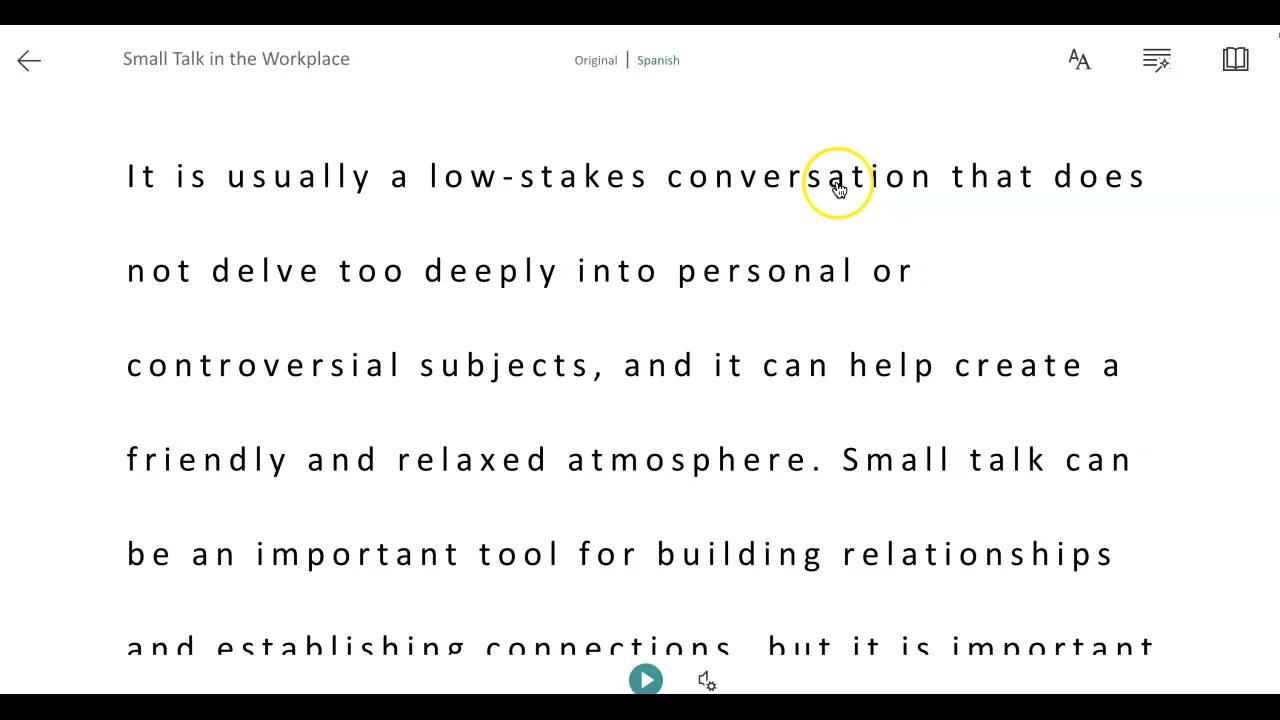 Small Talk in the Workplace
Original | Spanish
It is usually a low-stakes conversation that does
not delve too deeply into personal or
controversial subjects, and it can help create a
friendly and relaxed atmosphere. Small talk can
be an important tool for building relationships
and establishing connections, but it is important